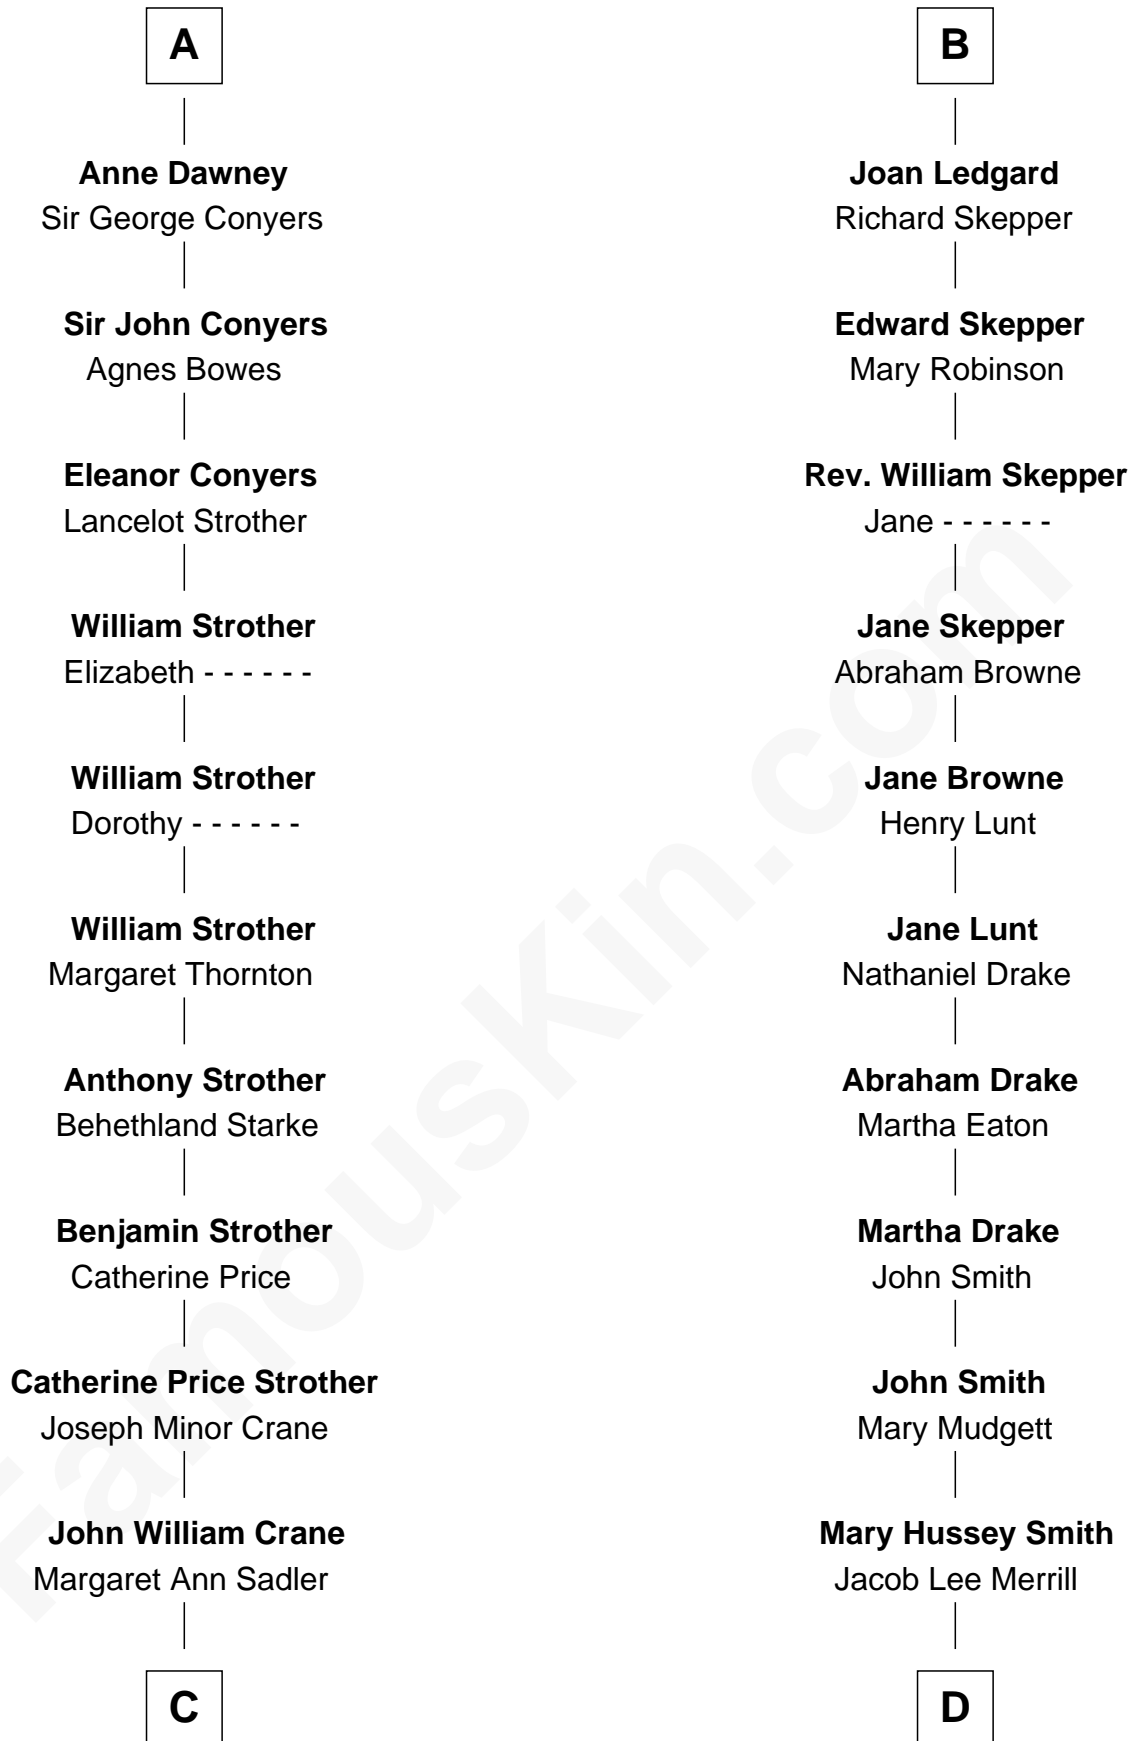 A
Anne Dawney
Sir George Conyers
Sir John Conyers
Agnes Bowes
Eleanor Conyers
Lancelot Strother
William Strother
Elizabeth - - - - - -
William Strother
Dorothy - - - - - -
William Strother
Margaret Thornton
Anthony Strother
Behethland Starke
Benjamin Strother
Catherine Price
Catherine Price Strother
Joseph Minor Crane
John William Crane
Margaret Ann Sadler
C
B
Joan Ledgard
Richard Skepper
Edward Skepper
Mary Robinson
Rev. William Skepper
Jane - - - - - -
Jane Skepper
Abraham Browne
Jane Browne
Henry Lunt
Jane Lunt
Nathaniel Drake
Abraham Drake
Martha Eaton
Martha Drake
John Smith
John Smith
Mary Mudgett
Mary Hussey Smith
Jacob Lee Merrill
D
FamousKin.com